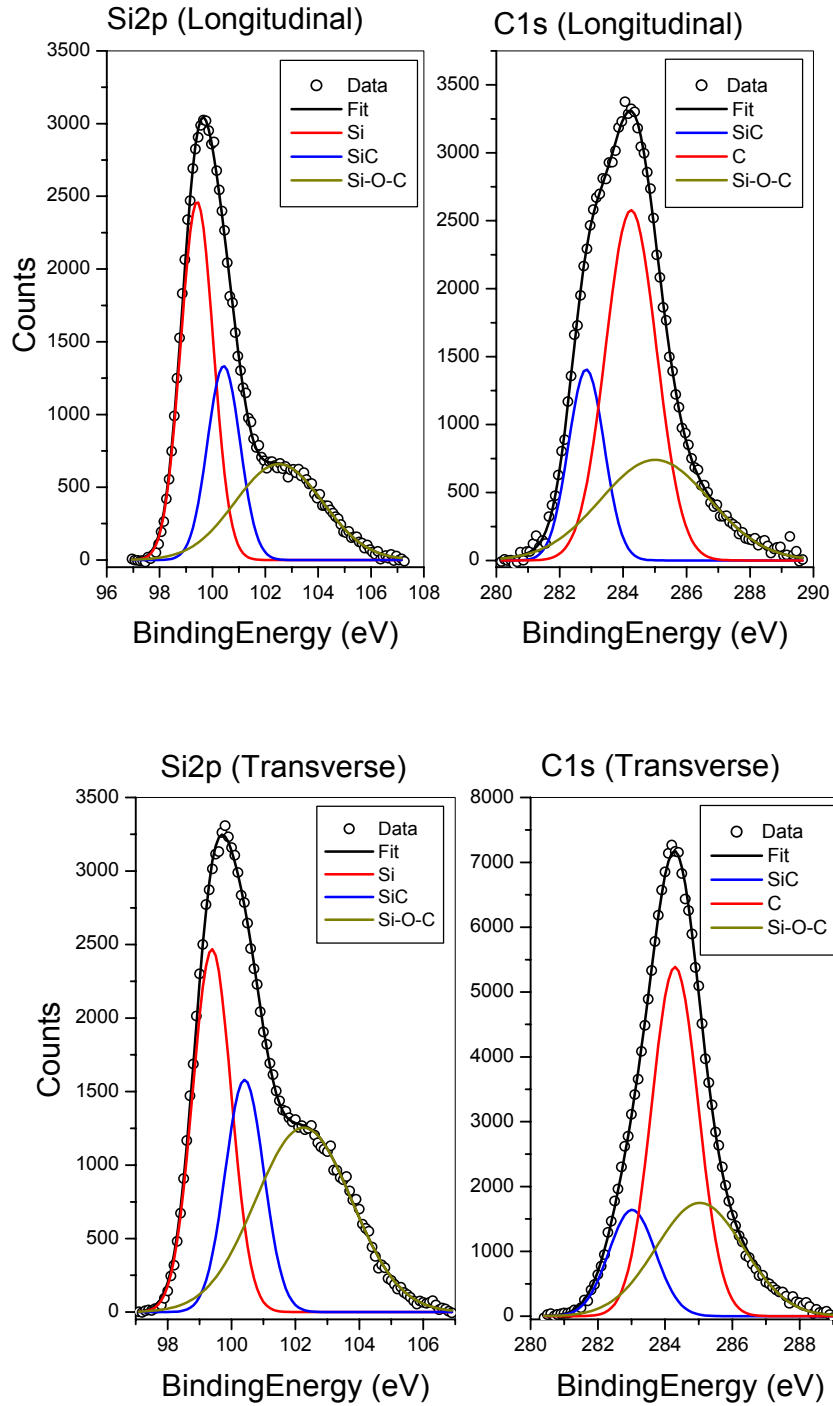 Si2p (Longitudinal)
3500
3000
2500
2000
1500
1000
500
0
Counts
Data
Fit
Si
SiC
Si-O-C
96 98 100 102 104 106 108
BindingEnergy (eV)
C1s (Longitudinal)
3500
3000
2500
2000
1500
1000
500
0
Data
Fit
SiC
C
Si-O-C
280 282 284 286 288 290
BindingEnergy (eV)
Si2p (Transverse)
3500
3000
2500
2000
1500
1000
500
0
Counts
Data
Fit
Si
SiC
Si-O-C
98 100 102 104 106
BindingEnergy (eV)
C1s (Transverse)
8000
7000
6000
5000
4000
3000
2000
1000
0
Data
Fit
SiC
C
Si-O-C
280 282 284 286 288
BindingEnergy (eV)